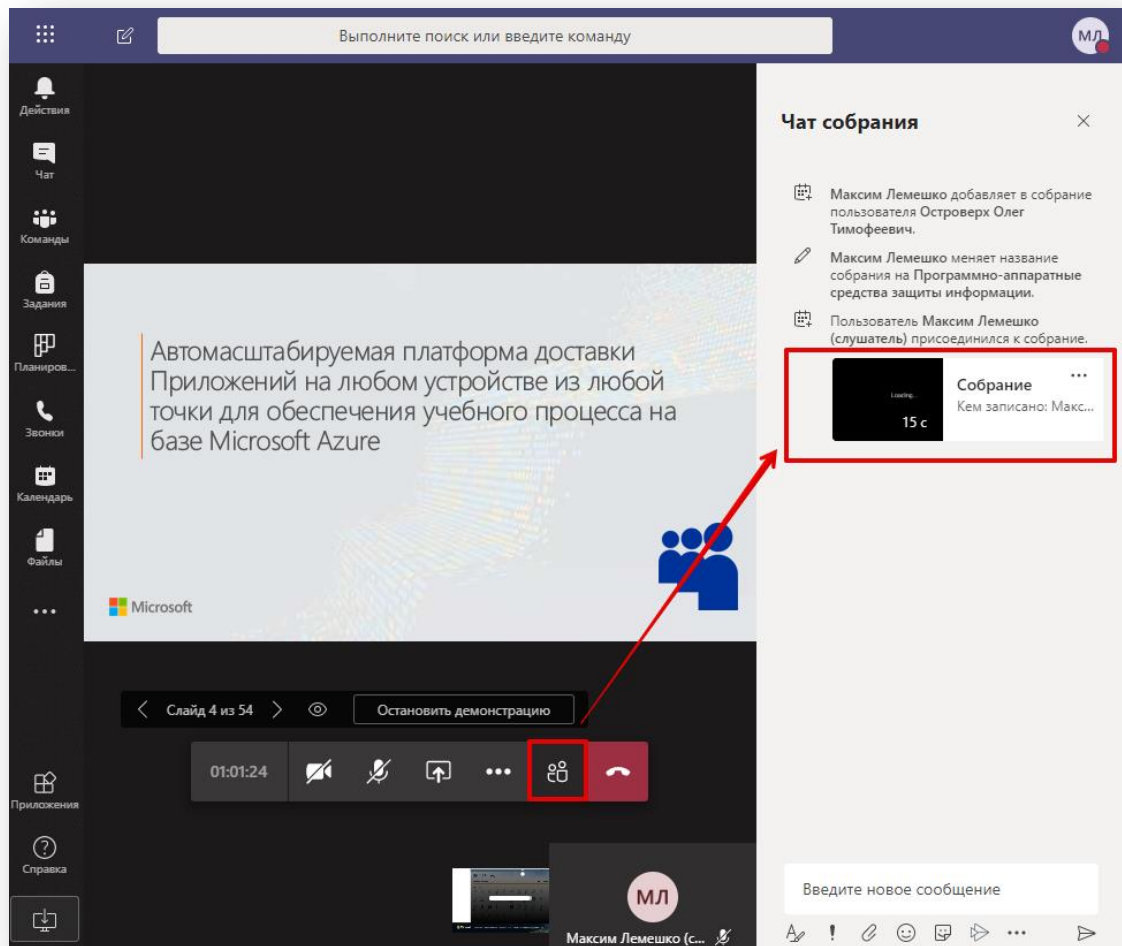 Выполните поиск или введите команду
МЛ
Действия
Чат
Команды
Задания
Планиров...
Звонки
Календарь
Файлы
Приложения
Справка
Автомасштабируемая платформа доставки
Приложений на любом устройстве из любой
точки для обеспечения учебного процесса на
базе Microsoft Azure
Microsoft
Слайд 4 из 54
Остановить демонстрацию
01:01:24
МЛ
Максим Лемешко (с...
Чат собрания
Максим Лемешко добавляет в собрание
пользователя Островерх Олег
Тимофеевич.
Максим Лемешко меняет название
собрания на Программно-аппаратные
средства защиты информации.
Пользователь Максим Лемешко
(слушатель) присоединился к собрание.
Loading...
15 с
Собрание
Кем записано: Макс...
Введите новое сообщение